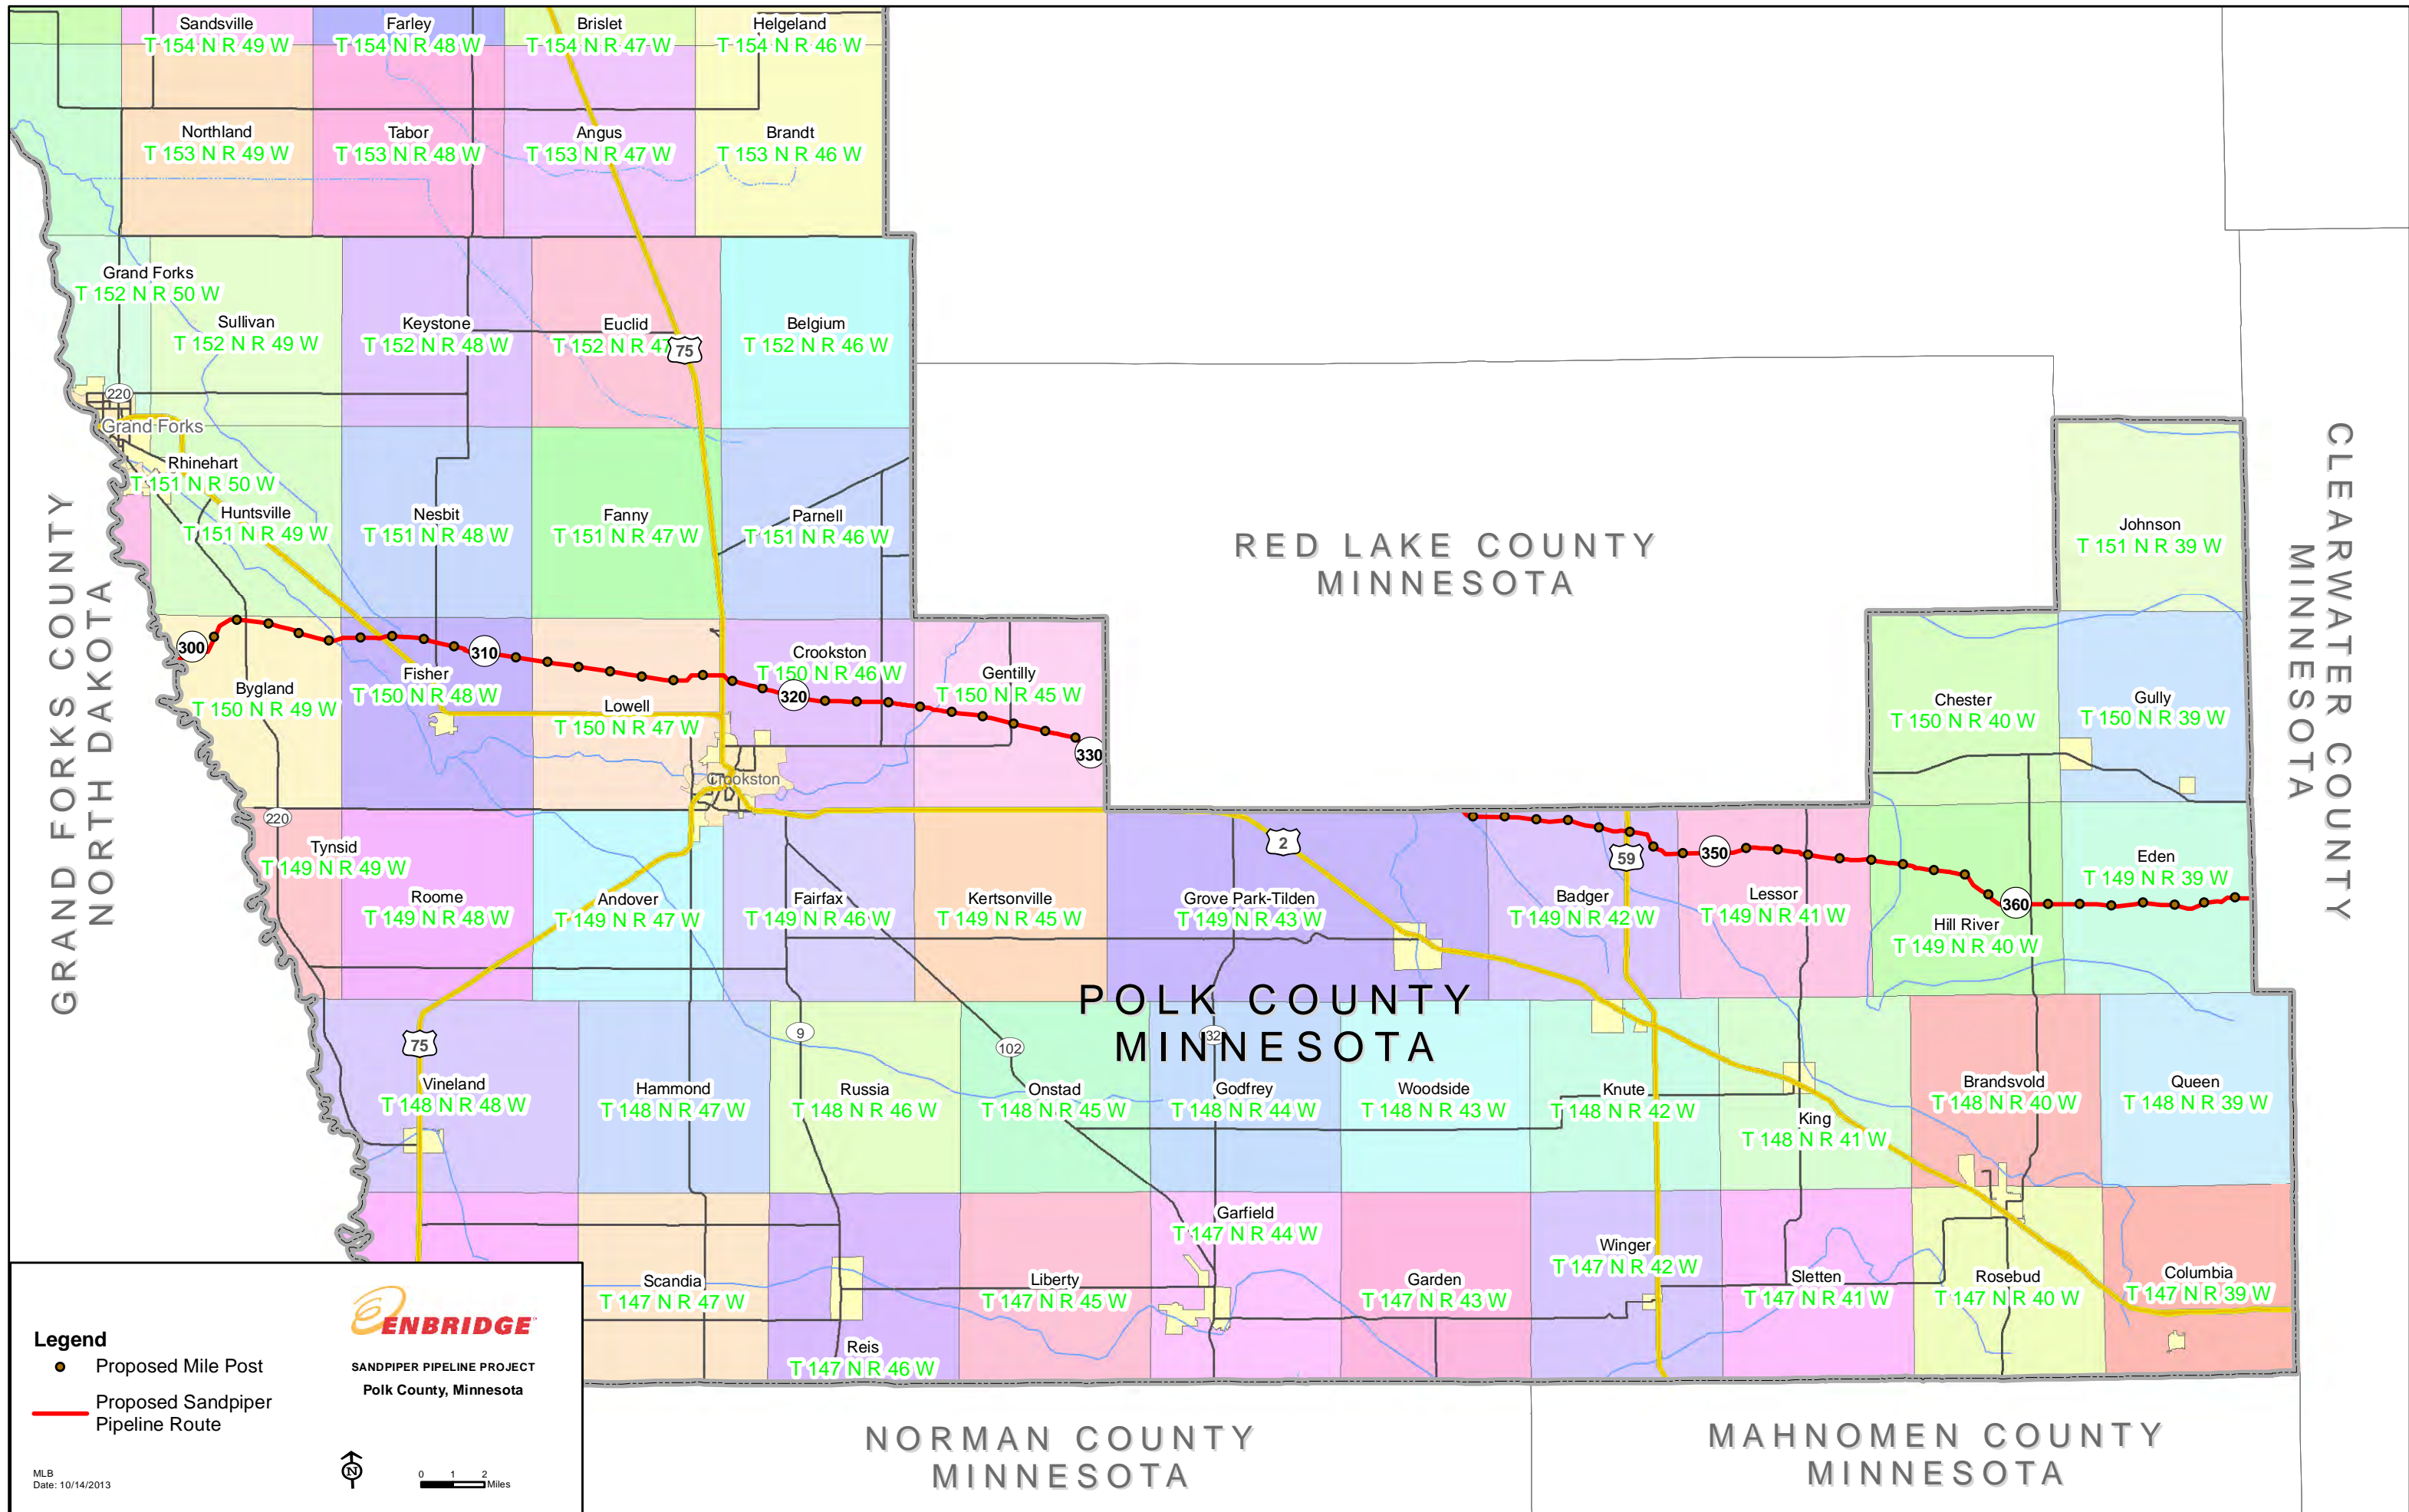 Sandsville
T 154 N R 49 W
Farley
T 154 N R 48 W
Brislet
T 154 N R 47 W
Helgeland
T 154 N R 46 W
Northland
T 153 N R 49 W
Tabor
T 153 N R 48 W
Angus
T 153 N R 47 W
Brandt
T 153 N R 46 W
Grand Forks
T 152 N R 50 W
Sullivan
T 152 N R 49 W
Keystone
T 152 N R 48 W
Euclid
T 152 N R 47
75
Belgium
T 152 N R 46 W
220
Grand Forks
Rhinehart
T 151 N R 50 W
Huntsville
T 151 N R 49 W
Nesbit
T 151 N R 48 W
Fanny
T 151 N R 47 W
Parnell
T 151 N R 46 W
RED LAKE COUNTY
MINNESOTA
Johnson
T 151 N R 39 W
CLEARWATER COUNTY
MINNESOTA
GRAND FORKS COUNTY
NORTH DAKOTA
300
310
320
330
Bygland
T 150 N R 49 W
Fisher
T 150 N R 48 W
Lowell
T 150 N R 47 W
Crookston
T 150 N R 46 W
Gentilly
T 150 N R 45 W
Crookston
Chester
T 150 N R 40 W
Gully
T 150 N R 39 W
220
Tynsid
T 149 N R 49 W
Roome
T 149 N R 48 W
Andover
T 149 N R 47 W
Fairfax
T 149 N R 46 W
Kertsonville
T 149 N R 45 W
2
Grove Park-Tilden
T 149 N R 43 W
59
Badger
T 149 N R 42 W
350
Lessor
T 149 N R 41 W
360
Hill River
T 149 N R 40 W
Eden
T 149 N R 39 W
POLK COUNTY
MINNESOTA
75
9
102
32
Vineland
T 148 N R 48 W
Hammond
T 148 N R 47 W
Russia
T 148 N R 46 W
Onstad
T 148 N R 45 W
Godfrey
T 148 N R 44 W
Woodside
T 148 N R 43 W
Knute
T 148 N R 42 W
King
T 148 N R 41 W
Brandsvold
T 148 N R 40 W
Queen
T 148 N R 39 W
Scandia
T 147 N R 47 W
Reis
T 147 N R 46 W
Liberty
T 147 N R 45 W
Garfield
T 147 N R 44 W
Garden
T 147 N R 43 W
Winger
T 147 N R 42 W
Sletten
T 147 N R 41 W
Rosebud
T 147 N R 40 W
Columbia
T 147 N R 39 W
NORMAN COUNTY
MINNESOTA
MAHNOMEN COUNTY
MINNESOTA
Legend
Proposed Mile Post
Proposed Sandpiper
Pipeline Route
ENBRIDGE™
SANDPIPER PIPELINE PROJECT
Polk County, Minnesota
MLB
Date: 10/14/2013
N
0 1 2
Miles